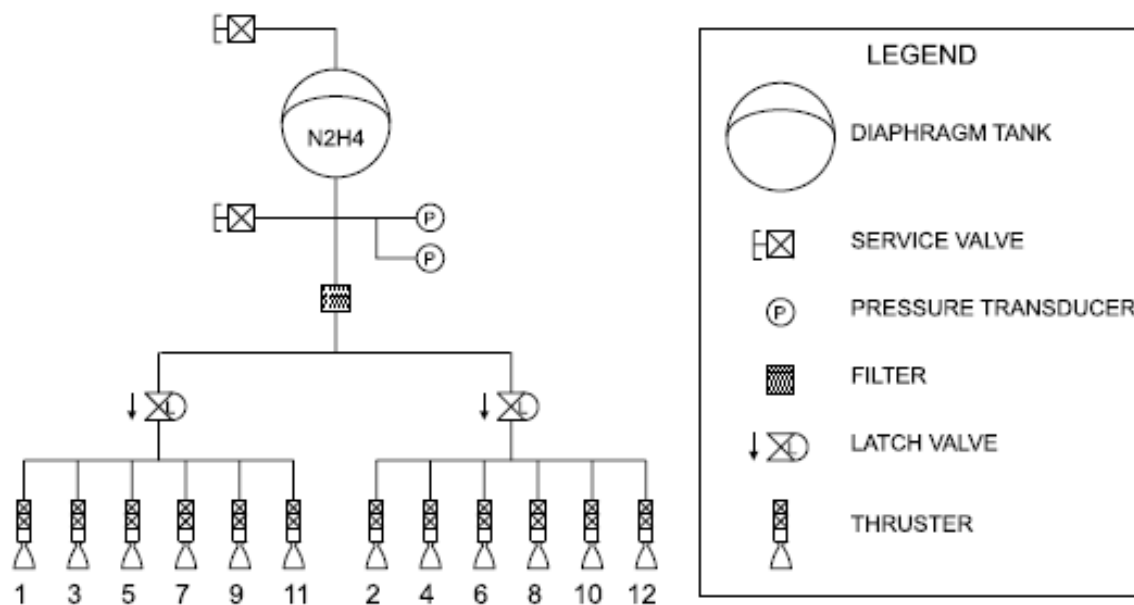 N2H4
P
P
L
L
1 3 5 7 9 11 2 4 6 8 10 12
LEGEND
DIAPHRAGM TANK
SERVICE VALVE
P PRESSURE TRANSDUCER
FILTER
L LATCH VALVE
THRUSTER